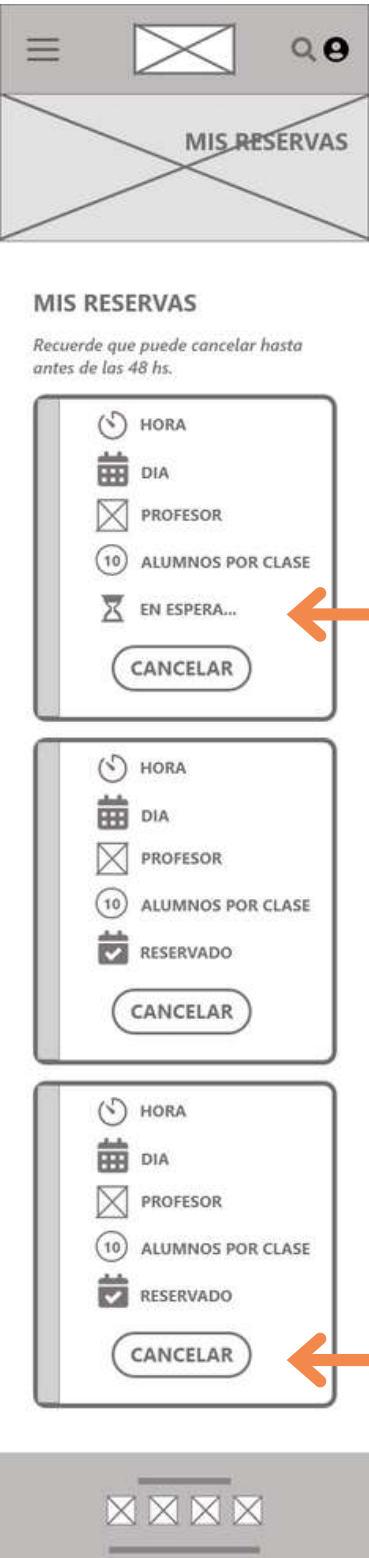 MIS RESERVAS
MIS RESERVAS
Recuerde que puede cancelar hasta
antes de las 48 hs.
HORA
DIA
PROFESOR
10 ALUMNOS POR CLASE
EN ESPERA...
CANCELAR
HORA
DIA
PROFESOR
10 ALUMNOS POR CLASE
RESERVADO
CANCELAR
HORA
DIA
PROFESOR
10 ALUMNOS POR CLASE
RESERVADO
CANCELAR